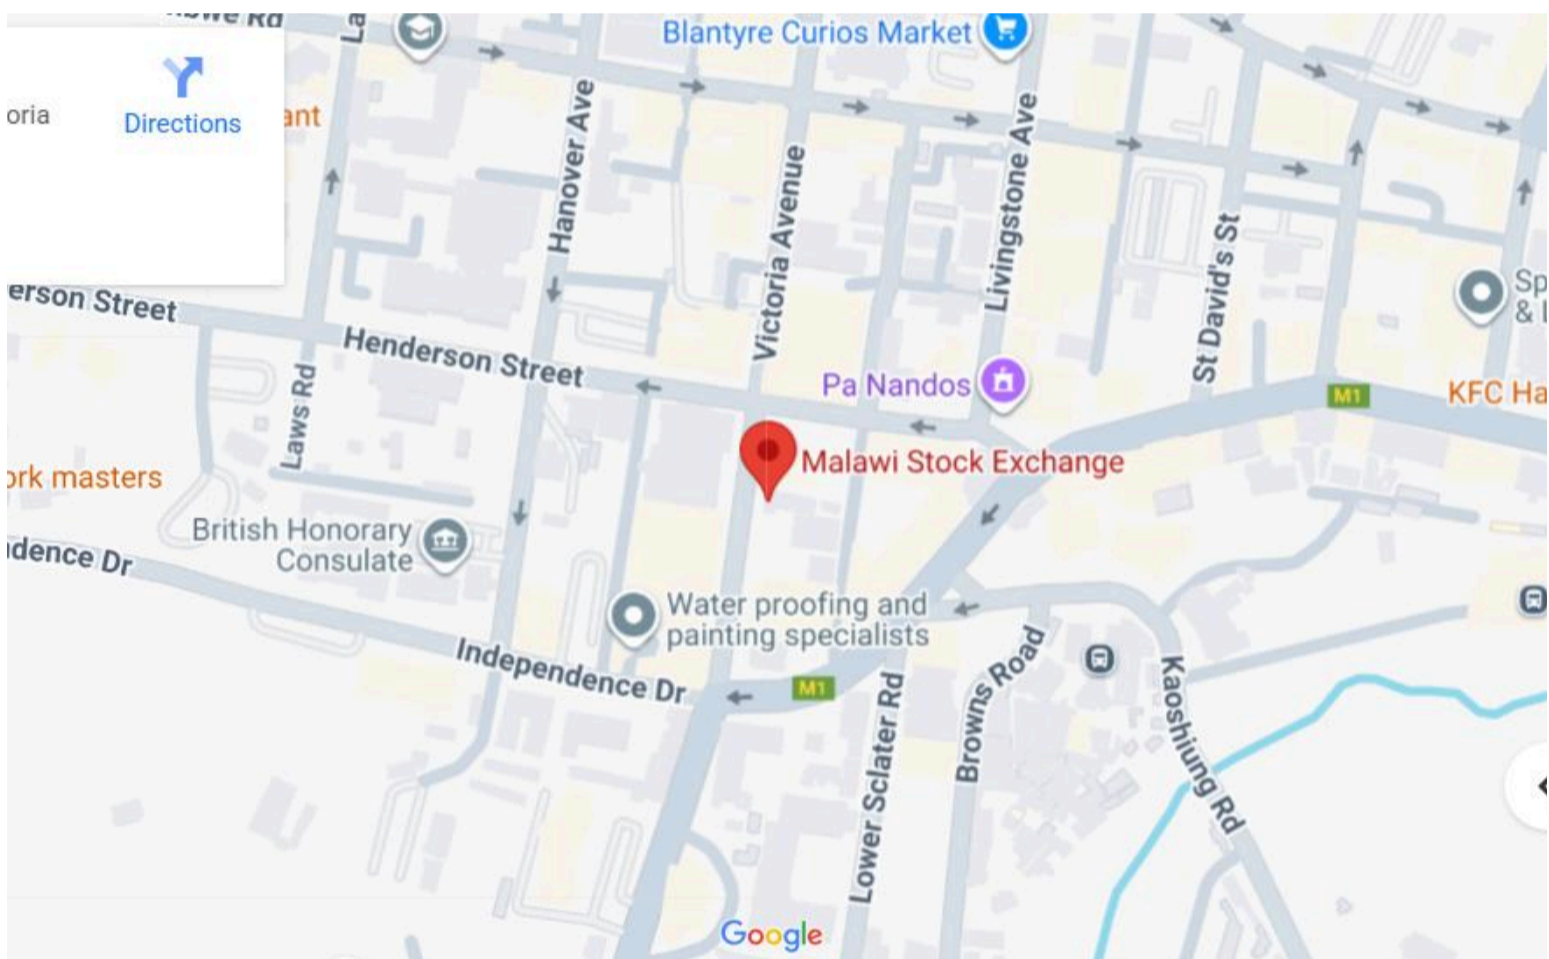 Blantyre Curios Market
oria
Directions
ant
Hanover Ave
Victoria Avenue
Livingstone Ave
St David's St
erson Street
Henderson Street
Laws Rd
Pa Nandos
M1
KFC Ha
Sp
& L
Malawi Stock Exchange
ork masters
British Honorary
Consulate
dence Dr
Water proofing and
painting specialists
Independence Dr
M1
Lower Sclater Rd
Browns Road
Kaoshiung Rd
Google